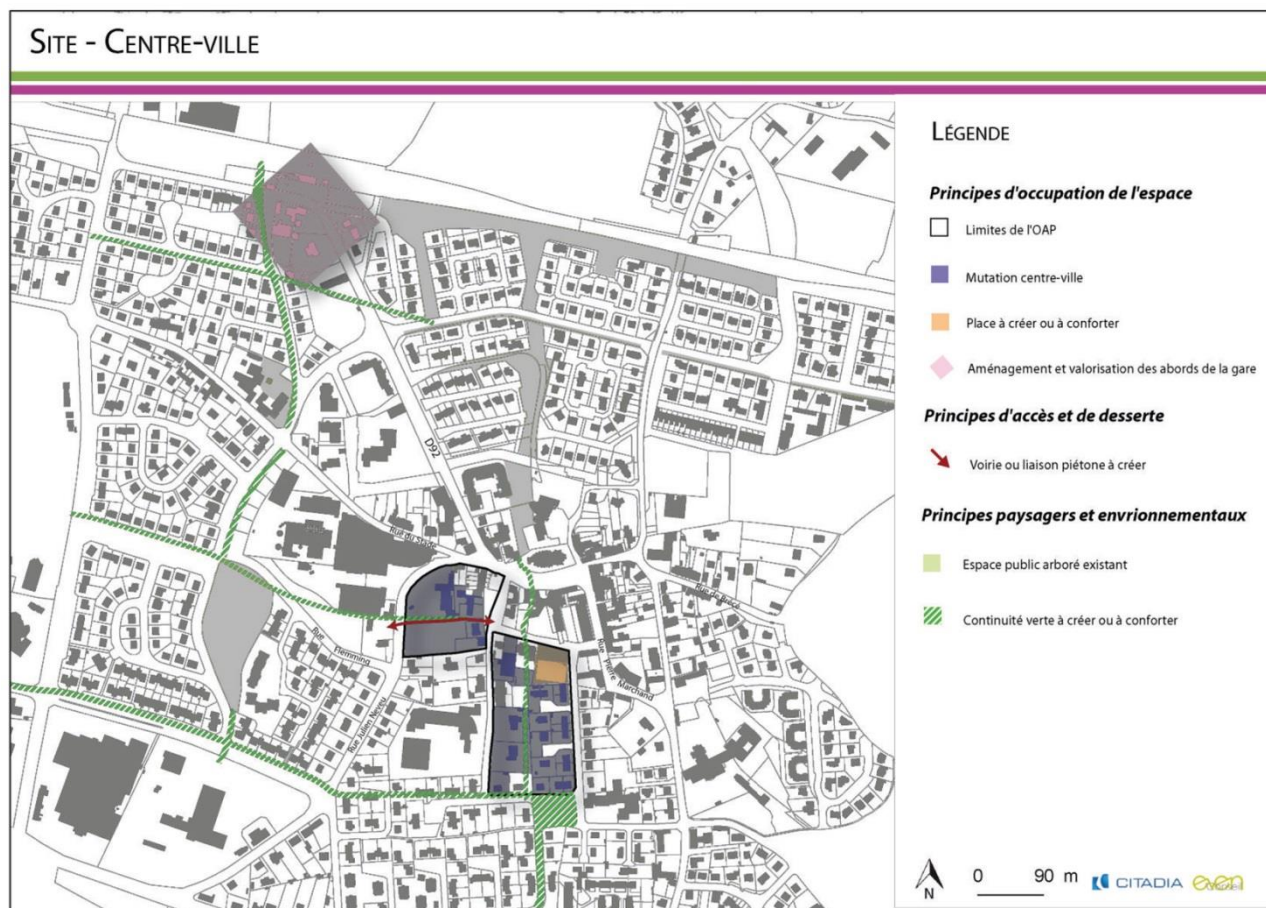 SITE - CENTRE-VILLE
LÉGENDE
Principes d'occupation de l'espace
Limites de l'OAP
Mutation centre-ville
Place à créer ou à conforter
Aménagement et valorisation des abords de la gare
Principes d'accès et de desserte
Voirie ou liaison piétone à créer
Principes paysagers et envrionnementaux
Espace public arboré existant
Continuité verte à créer ou à conforter
D92
Rue du Stade
Rue de Brécé
Rue Pierre Marchand
Rue Flemming
Rue Julien Neveu
N
0 90 m
CITADIA
even